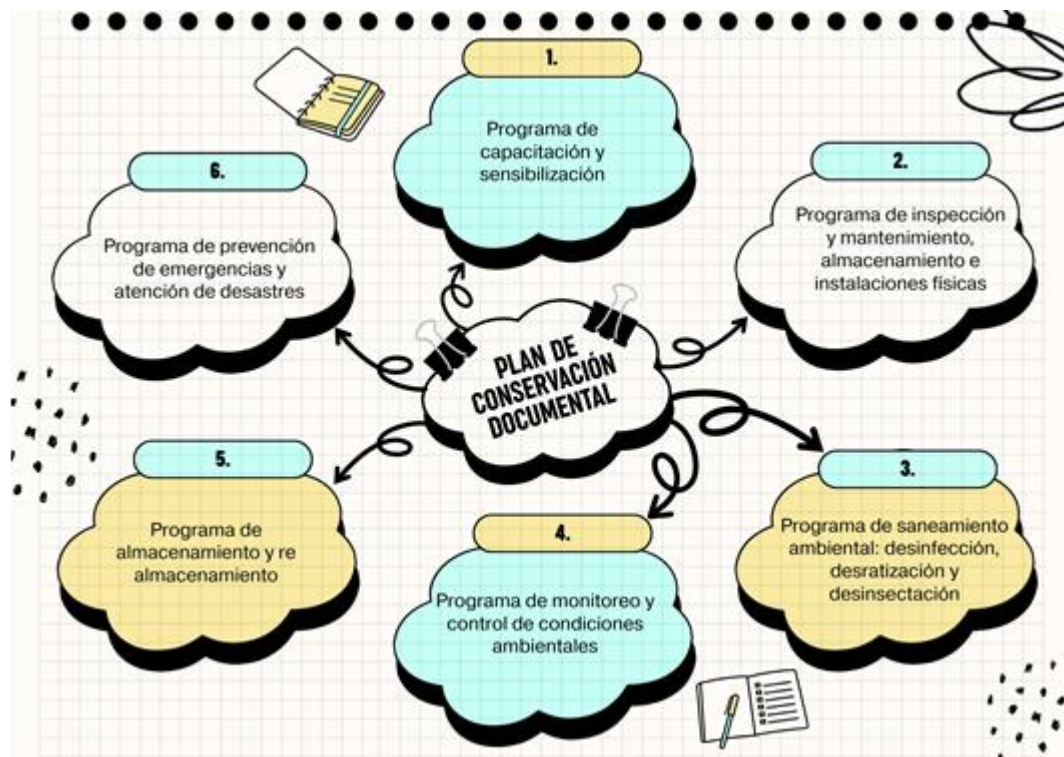 PLAN DE
CONSERVACIÓN
DOCUMENTAL
1.
Programa de
capacitación y
sensibilización
2.
Programa de inspección
y mantenimiento,
almacenamiento e
instalaciones físicas
3.
Programa de saneamiento
ambiental: desinfección,
desratización y
desinsectación
4.
Programa de monitoreo y
control de condiciones
ambientales
5.
Programa de
almacenamiento y re
almacenamiento
6.
Programa de prevención
de emergencias y
atención de desastres